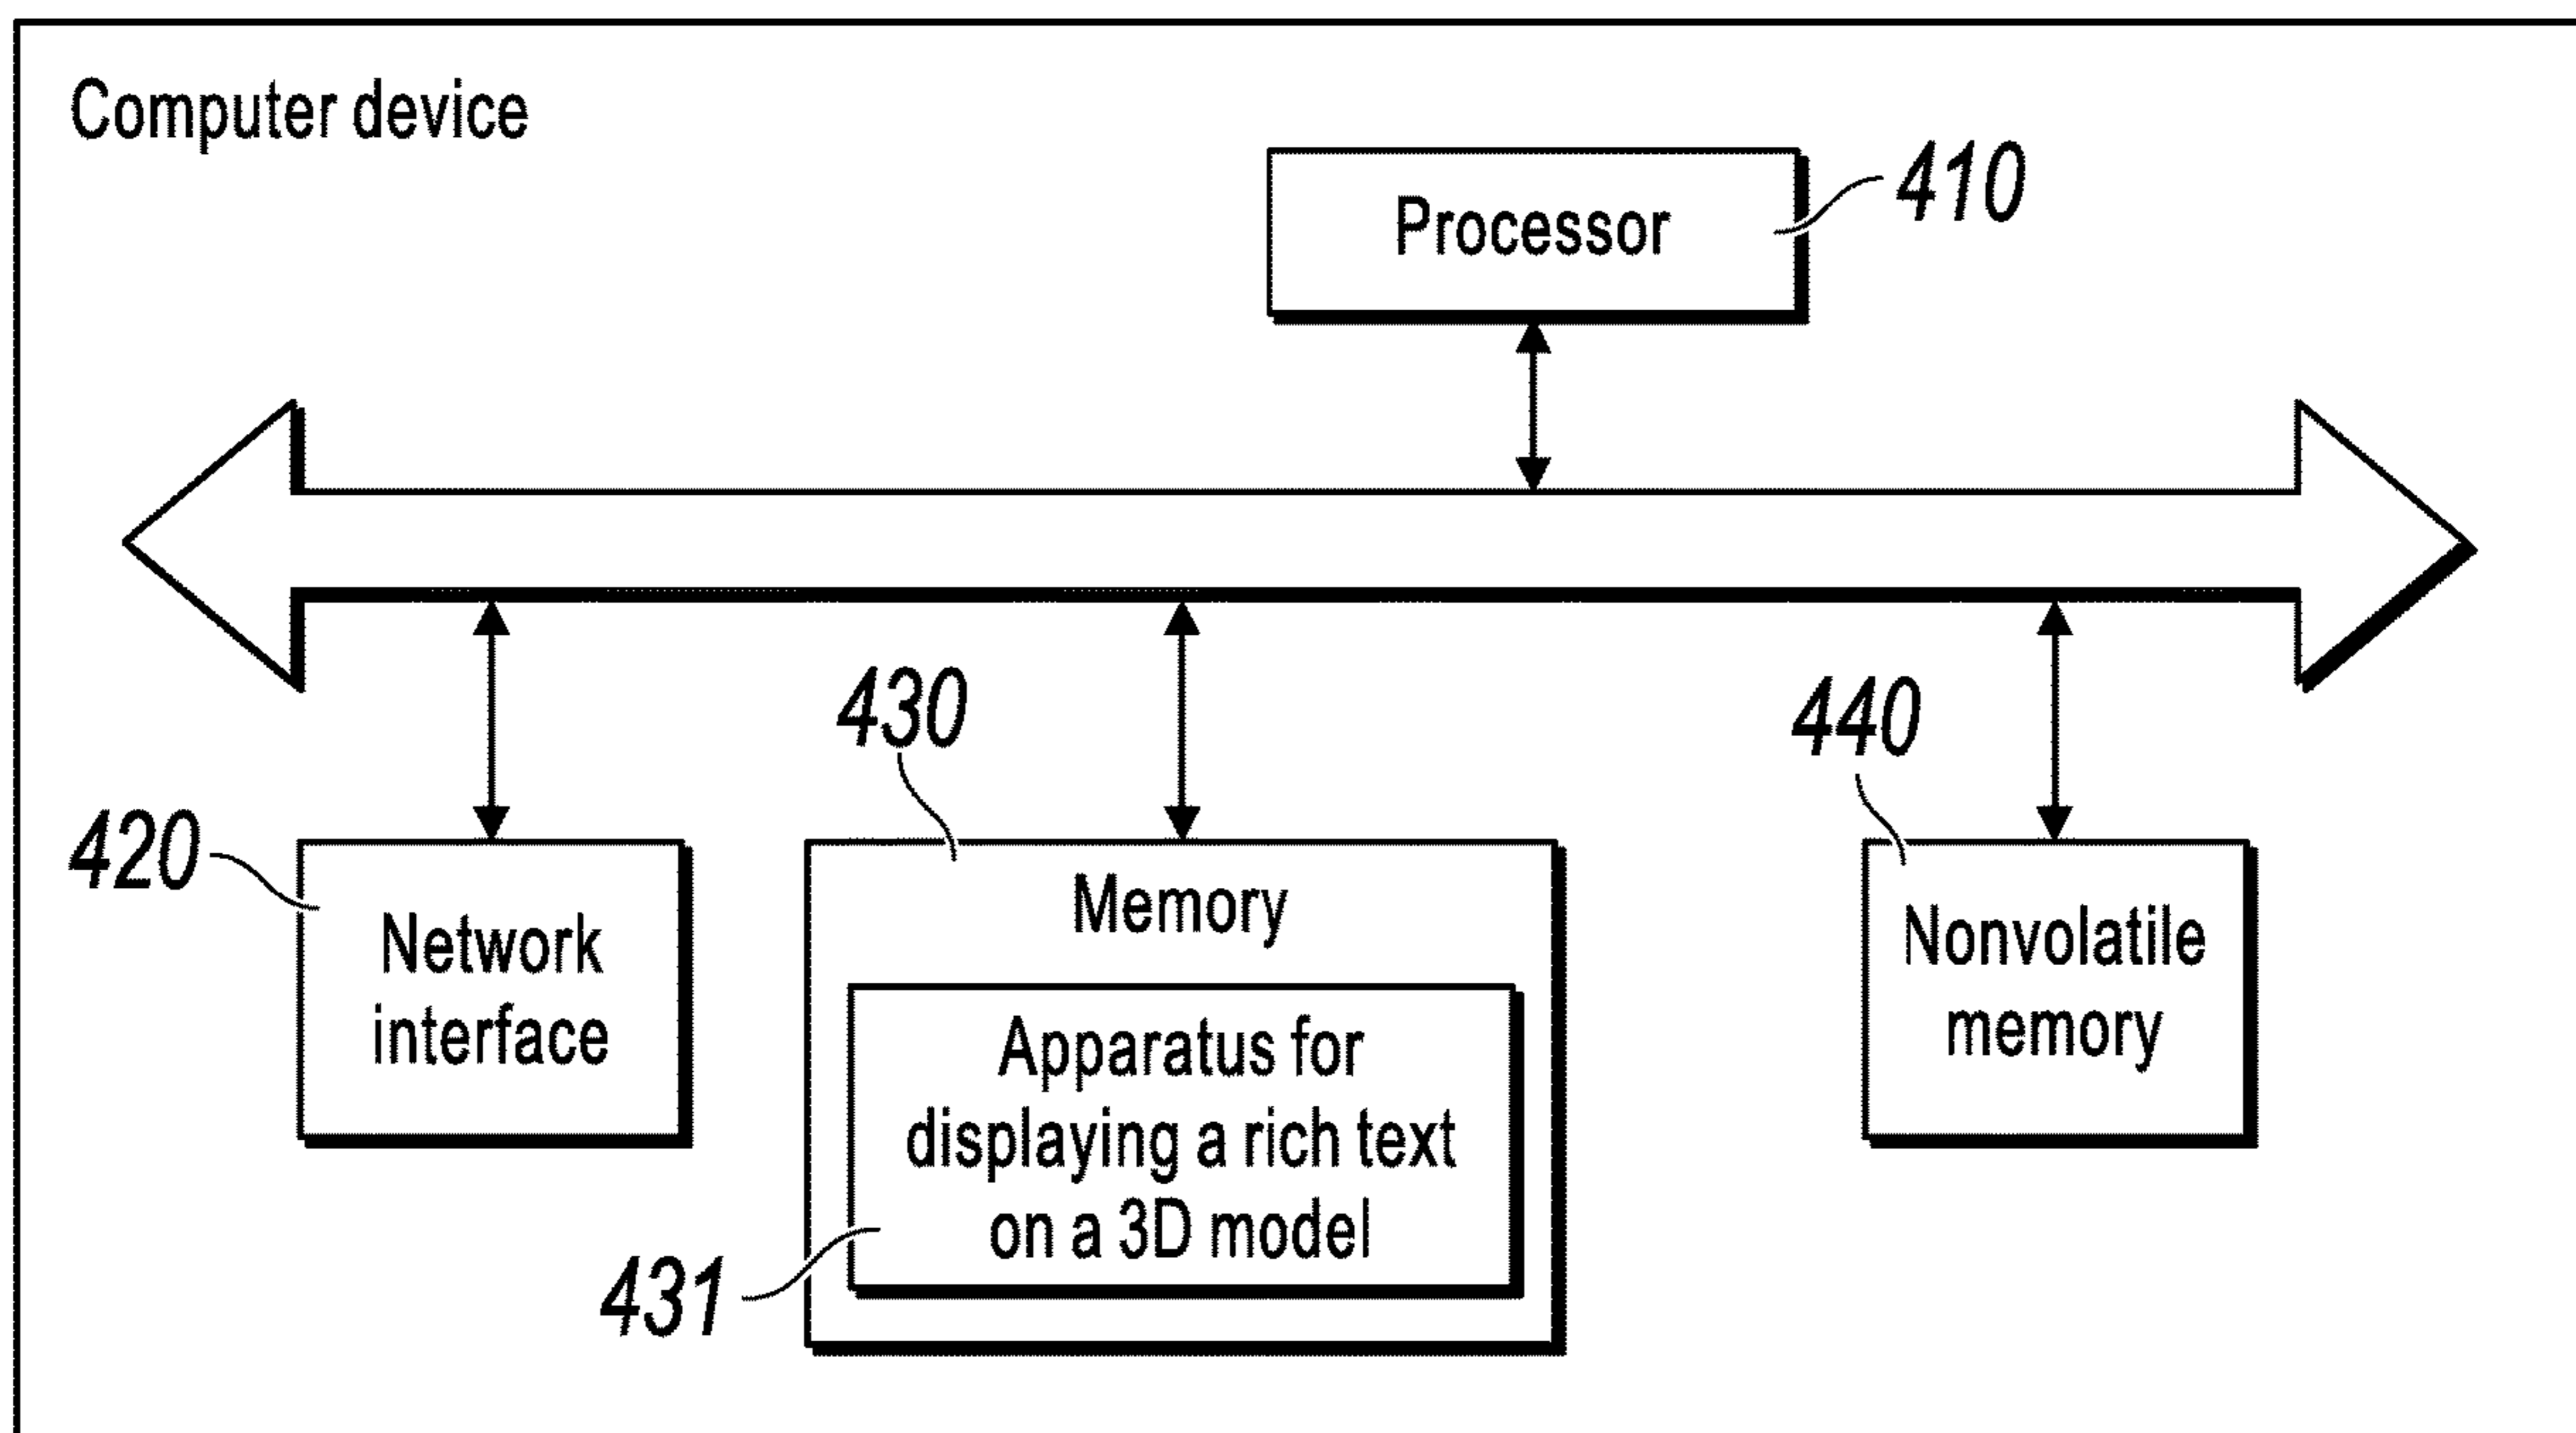 Computer device
Processor
410
430
440
420
Network
interface
Memory
Nonvolatile
memory
Apparatus for
displaying a rich text
on a 3D model
431